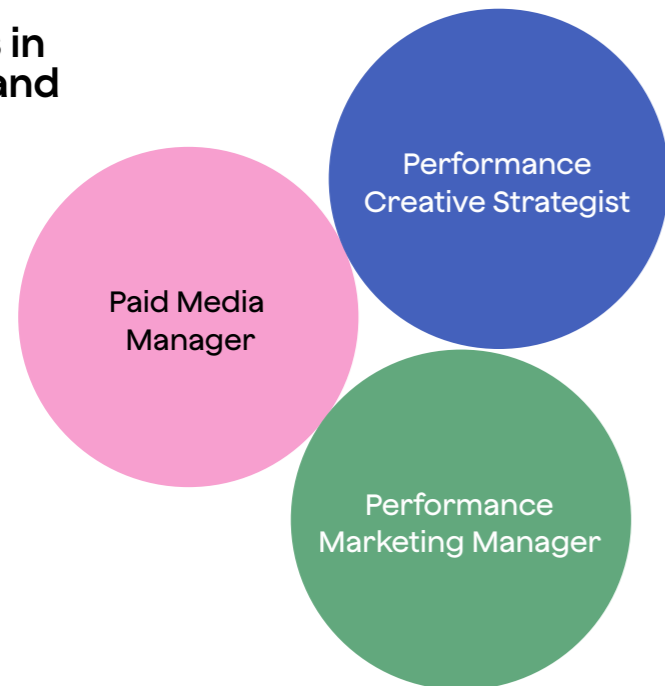 s in
and
Performance
Creative Strategist
Paid Media
Manager
Performance
Marketing Manager